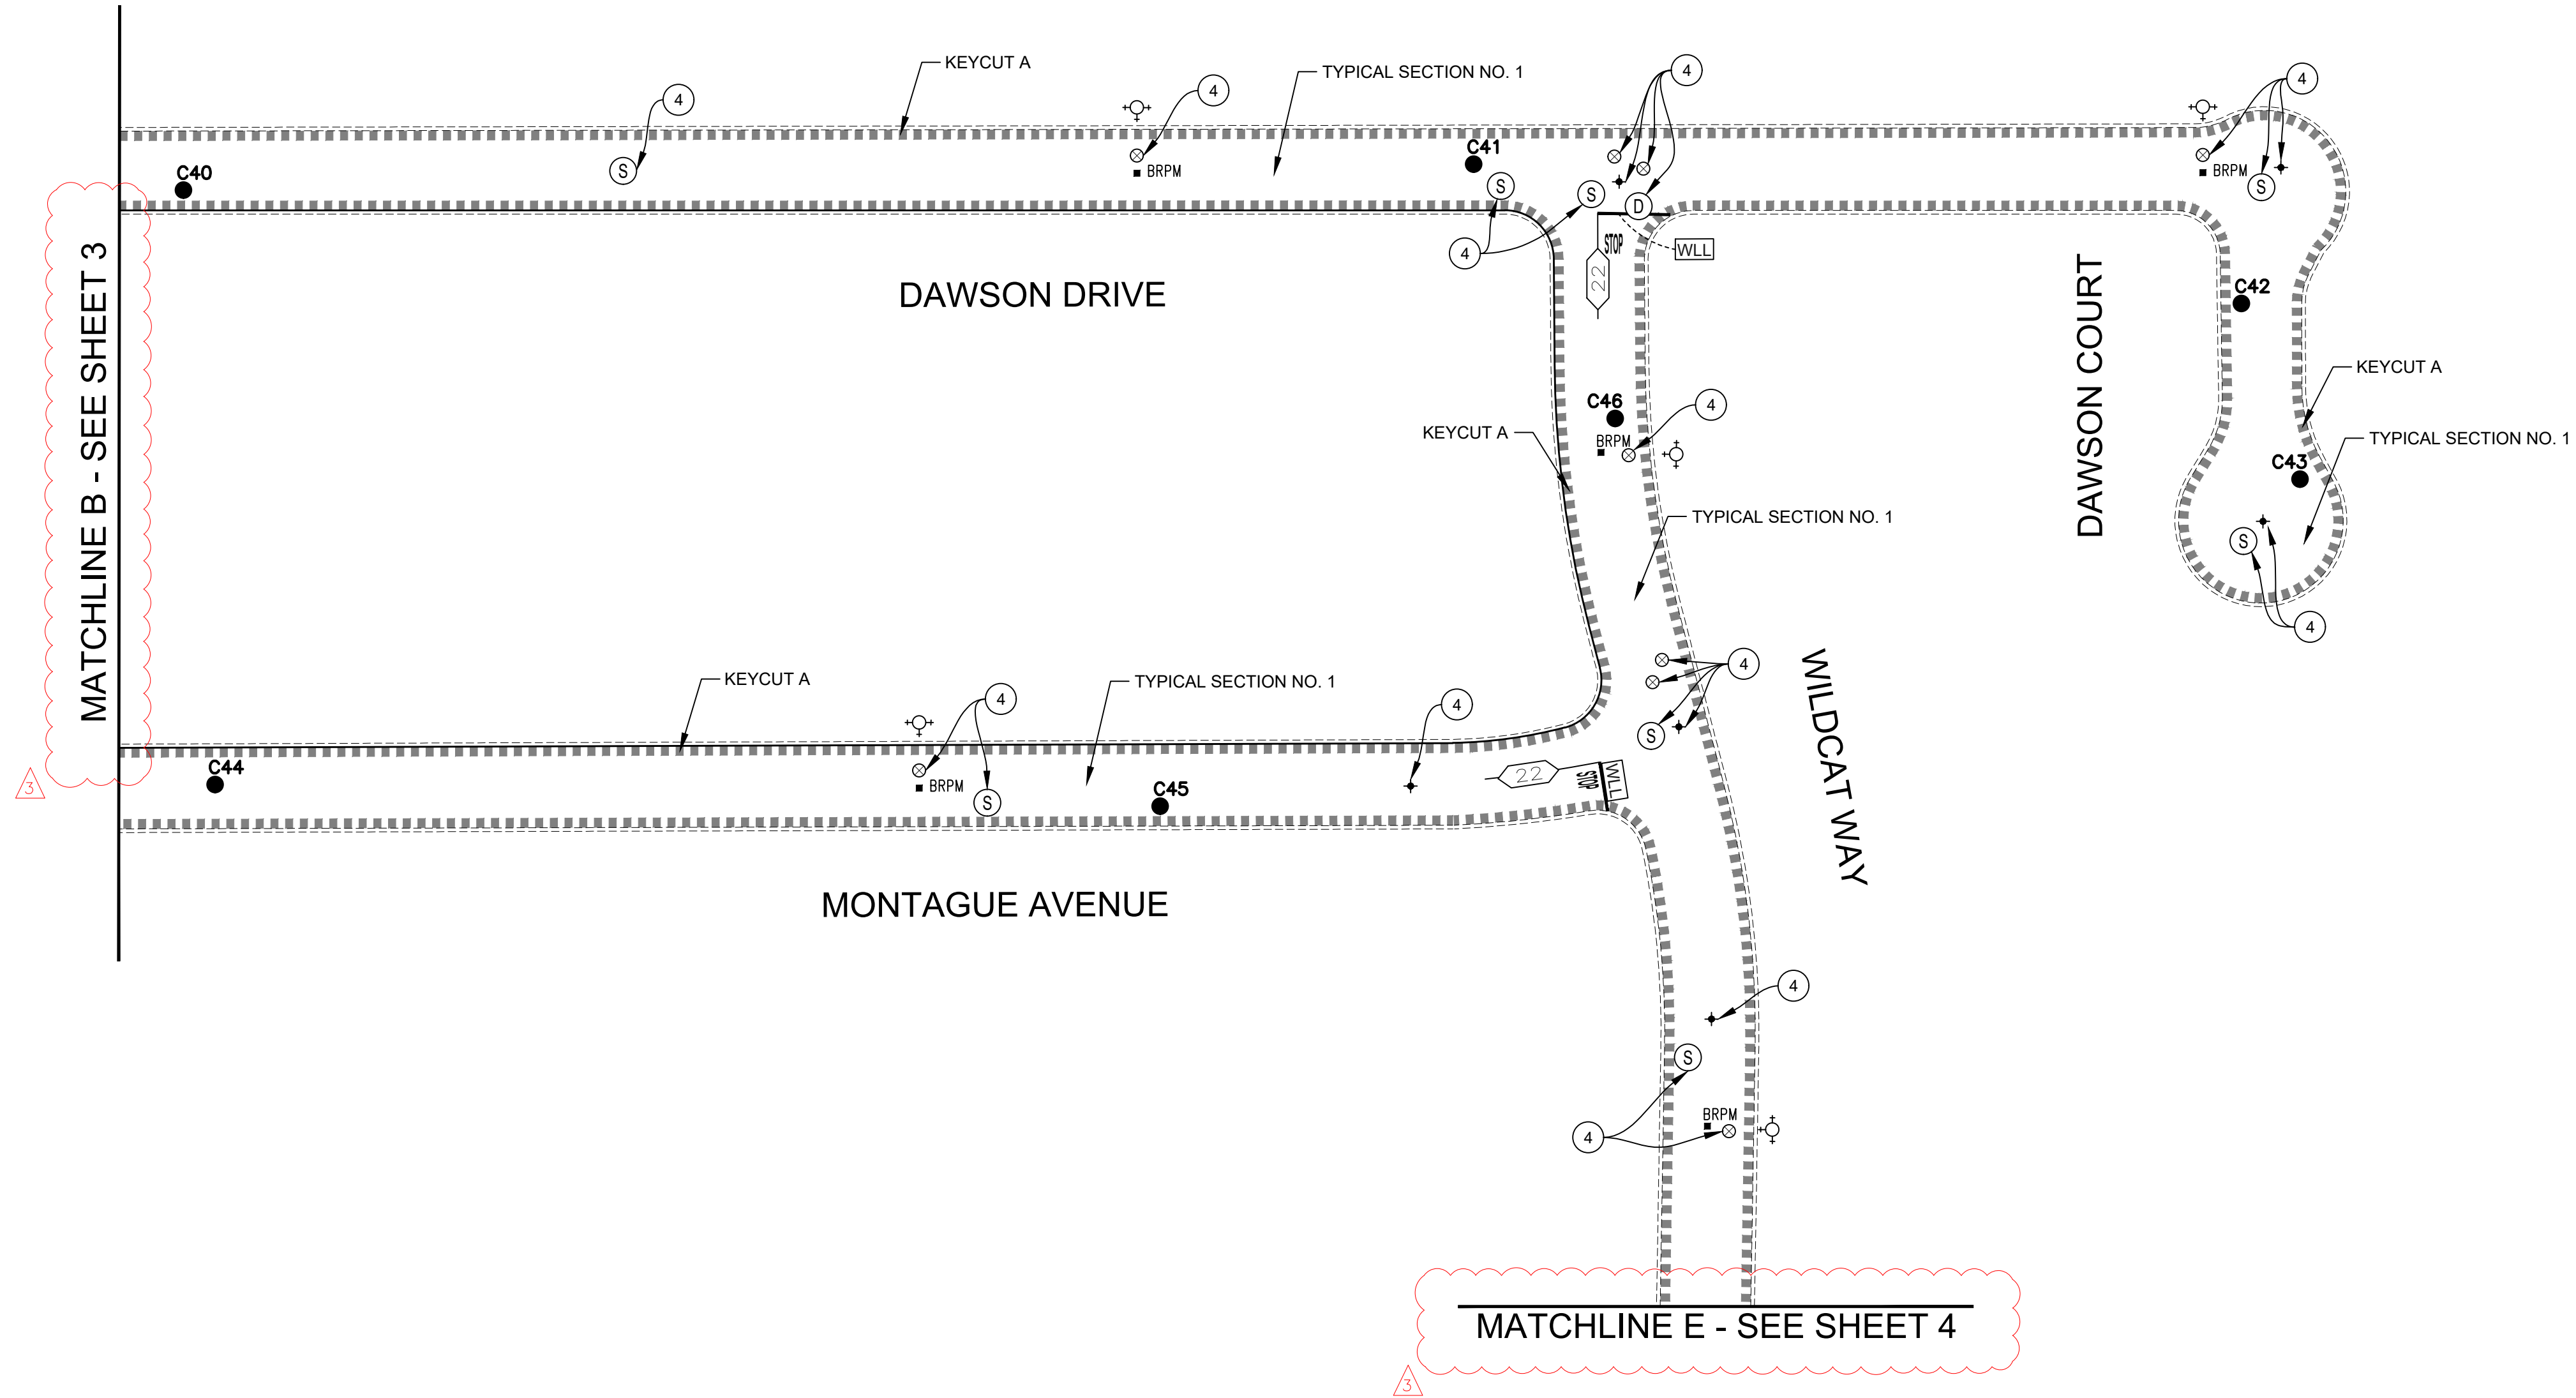 KEYCUT A
TYPICAL SECTION NO. 1
4
4
4
4
BRPM
C41
BRPM
C40
S
S
S
D
S
4
STOP
WLL
22
DAWSON DRIVE
C42
DAWSON COURT
MATCHLINE B - SEE SHEET 3
3
KEYCUT A
C46
4
BRPM
KEYCUT A
TYPICAL SECTION NO. 1
C43
TYPICAL SECTION NO. 1
S
4
KEYCUT A
4
TYPICAL SECTION NO. 1
4
4
S
WILDCAT WAY
C44
BRPM
S
C45
22
STOP
WLL
MONTAGUE AVENUE
4
S
BRPM
4
MATCHLINE E - SEE SHEET 4
3